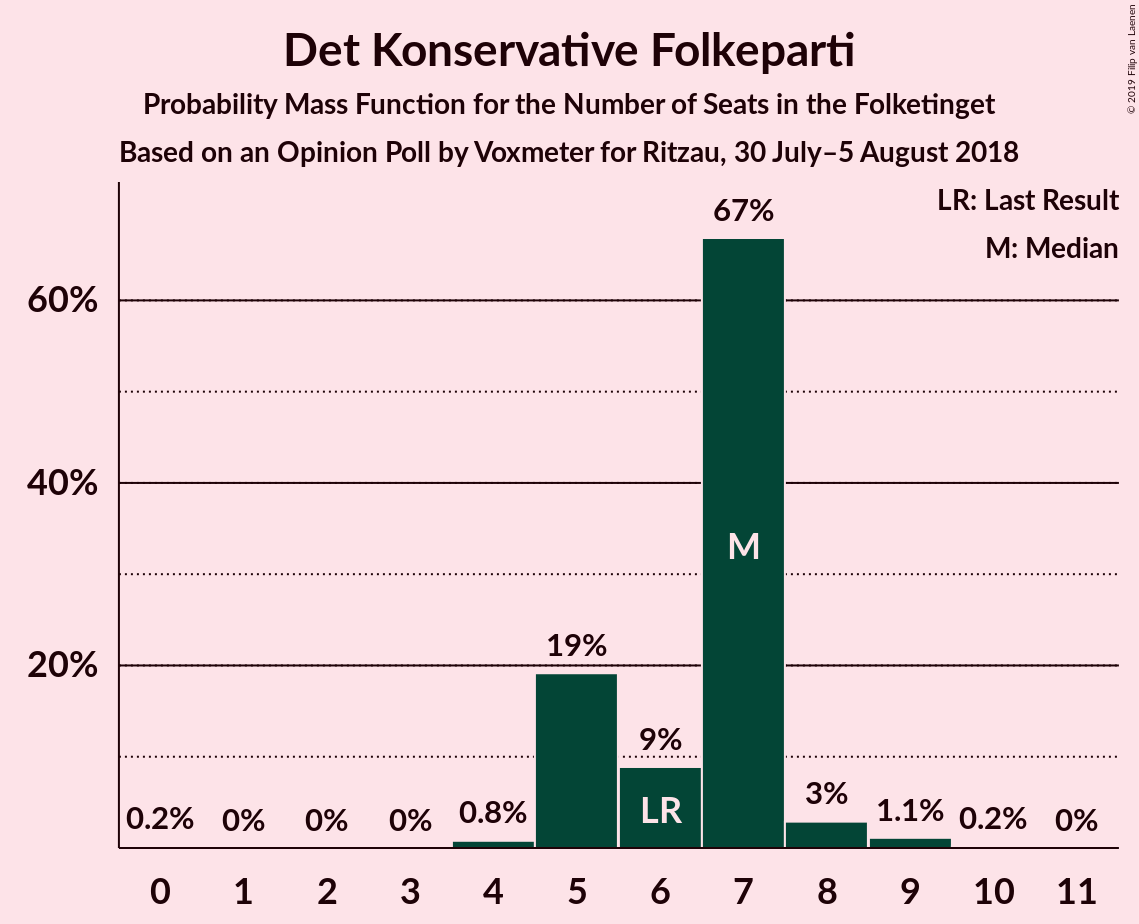 Det Konservative Folkeparti
Probability Mass Function for the Number of Seats in the Folketinget
Based on an Opinion Poll by Voxmeter for Ritzau, 30 July–5 August 2018
© 2019 Filip van Laenen
LR: Last Result
M: Median
60%
40%
20%
0.2%
0%
0%
0%
0.8%
19%
9%
67%
3%
1.1%
0.2%
0%
LR
M
0 1 2 3 4 5 6 7 8 9 10 11